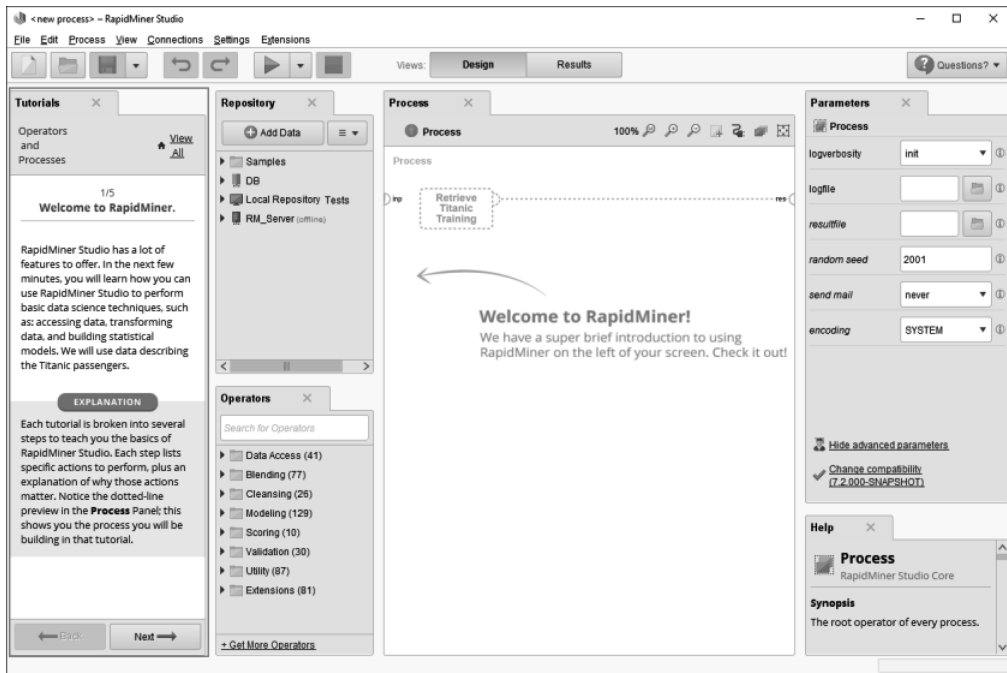 <new process> – RapidMiner Studio
File Edit Process View Connections Settings Extensions
Views: Design Results Questions?
Tutorials
Operators
and
Processes
View
All
1/5
Welcome to RapidMiner.
RapidMiner Studio has a lot of
features to offer. In the next few
minutes, you will learn how you can
use RapidMiner Studio to perform
basic data science techniques, such
as: accessing data, transforming
data, and building statistical
models. We will use data describing
the Titanic passengers.
EXPLANATION
Each tutorial is broken into several
steps to teach you the basics of
RapidMiner Studio. Each step lists
specific actions to perform, plus an
explanation of why those actions
matter. Notice the dotted-line
preview in the Process Panel; this
shows you the process you will be
building in that tutorial.
Back Next
Repository
Add Data
Samples
DB
Local Repository Tests
RM_Server (offline)
Operators
Search for Operators
Data Access (41)
Blending (77)
Cleansing (26)
Modeling (129)
Scoring (10)
Validation (30)
Utility (87)
Extensions (81)
+ Get More Operators
Process
Process 100%
Process
inp
Retrieve
Titanic
Training
res
Welcome to RapidMiner!
We have a super brief introduction to using
RapidMiner on the left of your screen. Check it out!
Parameters
Process
logverbosity init
logfile
resultfile
random seed 2001
send mail never
encoding SYSTEM
Hide advanced parameters
Change compatibility
(7.2.000-SNAPSHOT)
Help
Process
RapidMiner Studio Core
Synopsis
The root operator of every process.